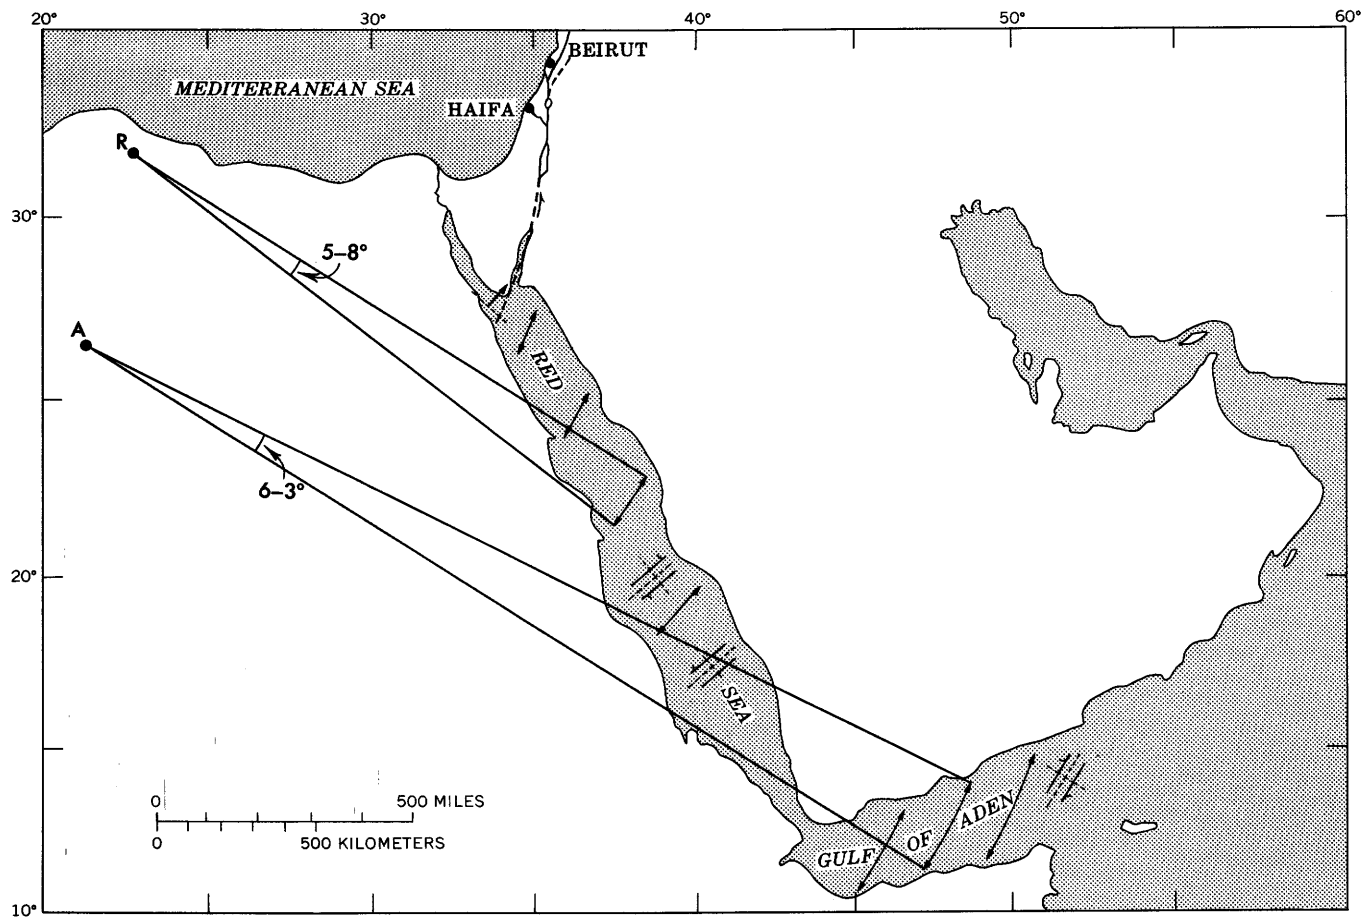 20° 30° 40° 50° 60°
BEIRUT
MEDITERRANEAN SEA
HAIFA
R
30°
5–8°
A
RED
6–3°
20°
SEA
0 500 MILES
0 500 KILOMETERS
GULF OF ADEN
10°